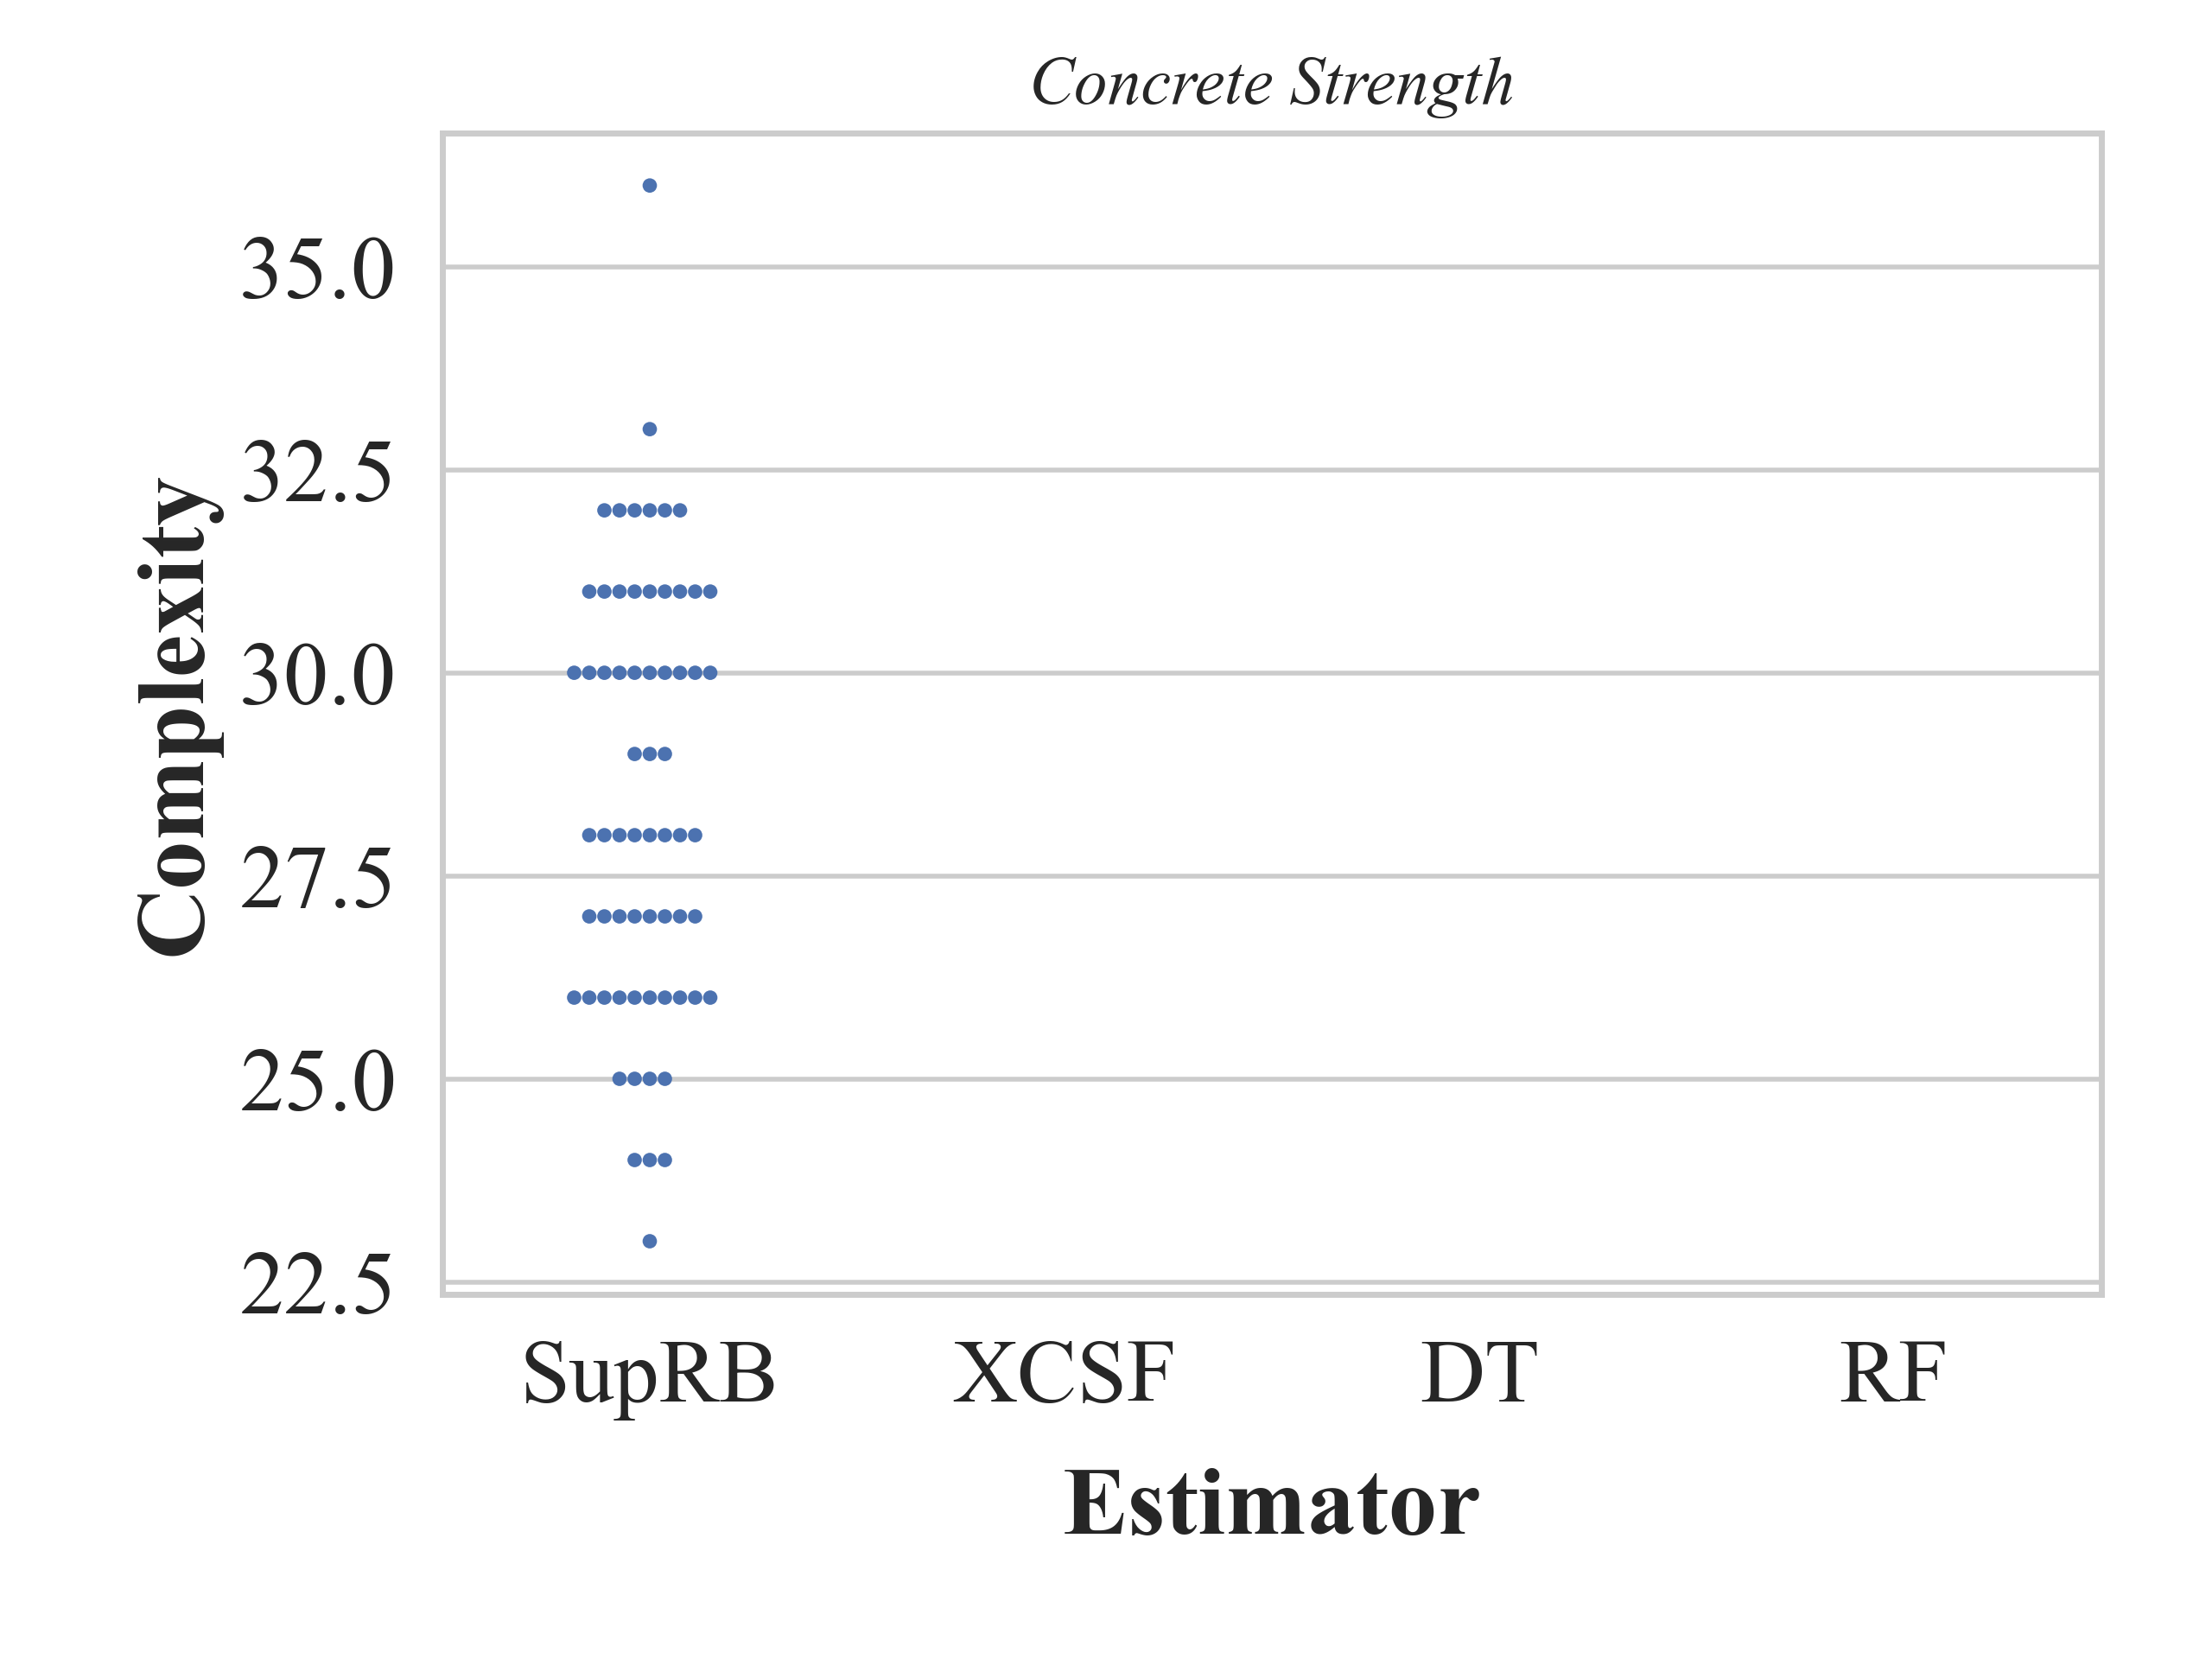 Concrete Strength
35.0
32.5
30.0
27.5
25.0
22.5
Complexity
SupRB XCSF DT RF
Estimator